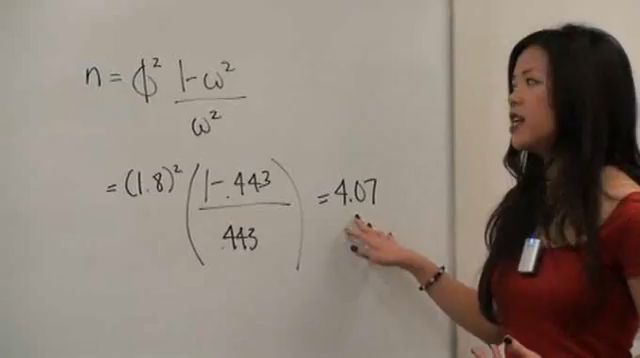 n = ϕ² (1-ω²)/ω²
= (1.8)² ((1-.443)/.443) = 4.07